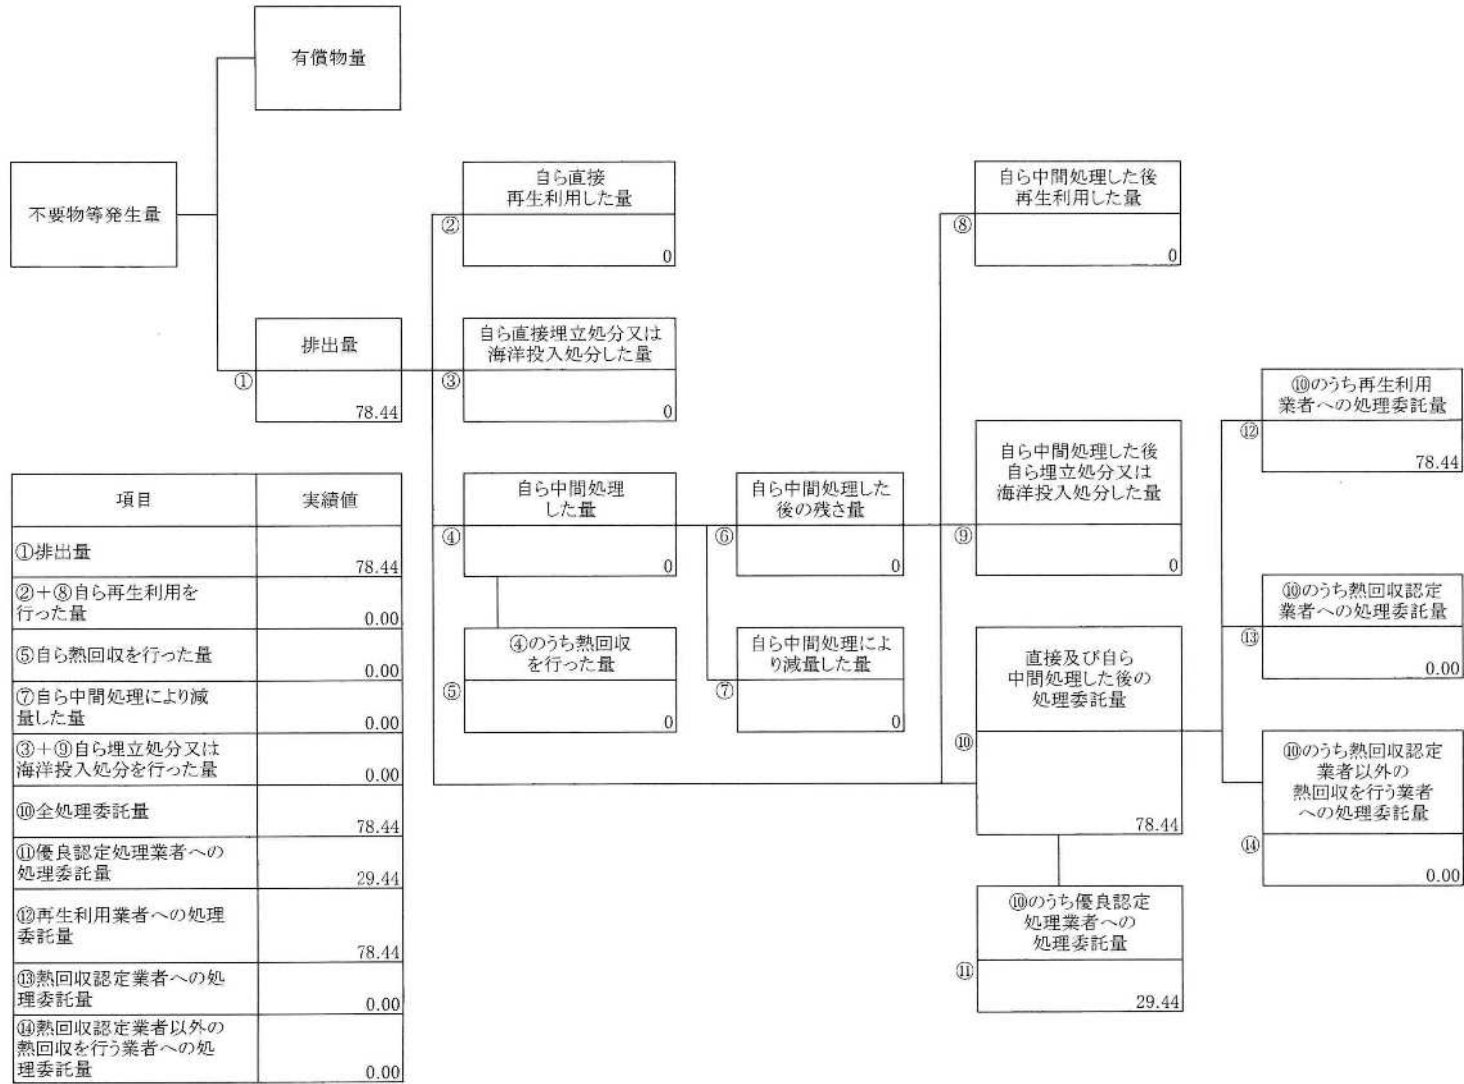 有償物量
不要物等発生量
排出量
①
78.44
自ら直接
再生利用した量
②
0
自ら直接埋立処分又は
海洋投入処分した量
③
0
自ら中間処理
した量
④
0
④のうち熱回収
を行った量
⑤
0
自ら中間処理した
後の残さ量
⑥
0
自ら中間処理によ
り減量した量
⑦
0
自ら中間処理した後
再生利用した量
⑧
0
自ら中間処理した後
自ら埋立処分又は
海洋投入処分した量
⑨
0
直接及び自ら
中間処理した後の
処理委託量
⑩
78.44
⑩のうち優良認定
処理業者への
処理委託量
⑪
29.44
⑩のうち再生利用
業者への処理委託量
⑫
78.44
⑩のうち熱回収認定
業者への処理委託量
⑬
0.00
⑩のうち熱回収認定
業者以外の
熱回収を行う業者
への処理委託量
⑭
0.00
項目 実績値
①排出量
78.44
②+⑧自ら再生利用を
行った量 0.00
⑤自ら熱回収を行った量
0.00
⑦自ら中間処理により減
量した量 0.00
③+⑨自ら埋立処分又は
海洋投入処分を行った量 0.00
⑩全処理委託量
78.44
⑪優良認定処理業者への
処理委託量 29.44
⑫再生利用業者への処理
委託量
78.44
⑬熱回収認定業者への処
理委託量 0.00
⑭熱回収認定業者以外の
熱回収を行う業者への処
理委託量 0.00